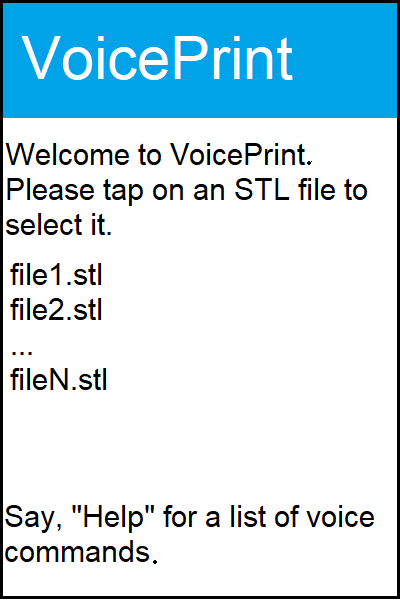 VoicePrint
Welcome to VoicePrint.
Please tap on an STL file to
select it.
file1.stl
file2.stl
...
fileN.stl
Say, "Help" for a list of voice
commands.